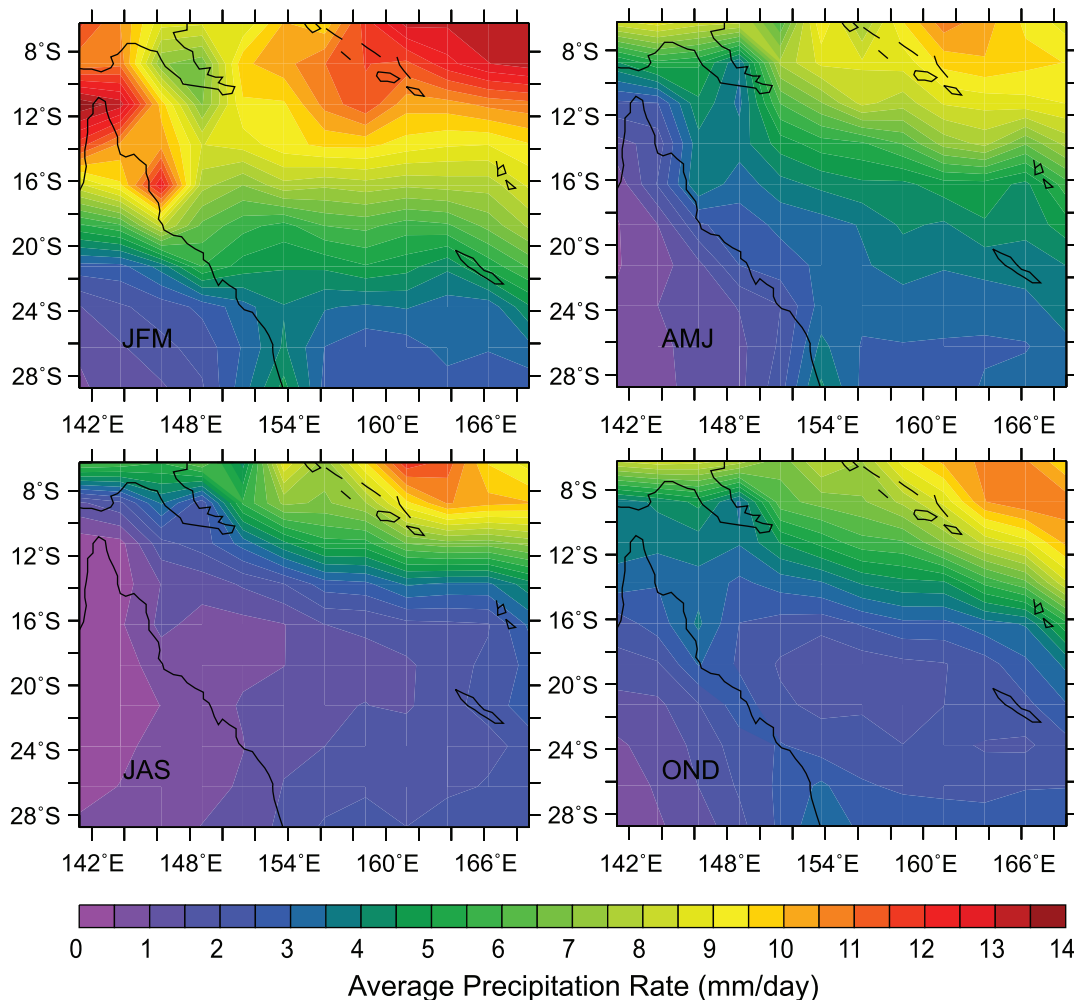 8˚S 8˚S
12˚S 12˚S
16˚S 16˚S
20˚S 20˚S
24˚S 24˚S
JFM AMJ
28˚S 28˚S
142˚E 148˚E 154˚E 160˚E 166˚E 142˚E 148˚E 154˚E 160˚E 166˚E
8˚S 8˚S
12˚S 12˚S
16˚S 16˚S
20˚S 20˚S
24˚S 24˚S
JAS OND
28˚S 28˚S
142˚E 148˚E 154˚E 160˚E 166˚E 142˚E 148˚E 154˚E 160˚E 166˚E
0 1 2 3 4 5 6 7 8 9 10 11 12 13 14
Average Precipitation Rate (mm/day)